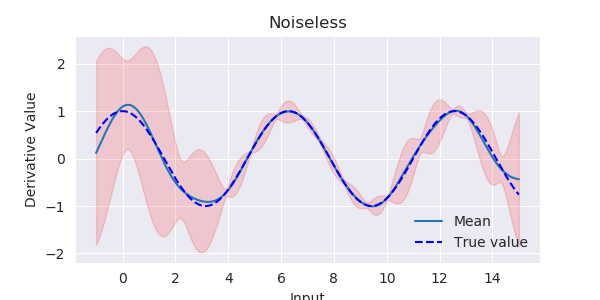 Noiseless
Derivative Value
2
1
0
−1
−2
Mean
True value
0 2 4 6 8 10 12 14
Input